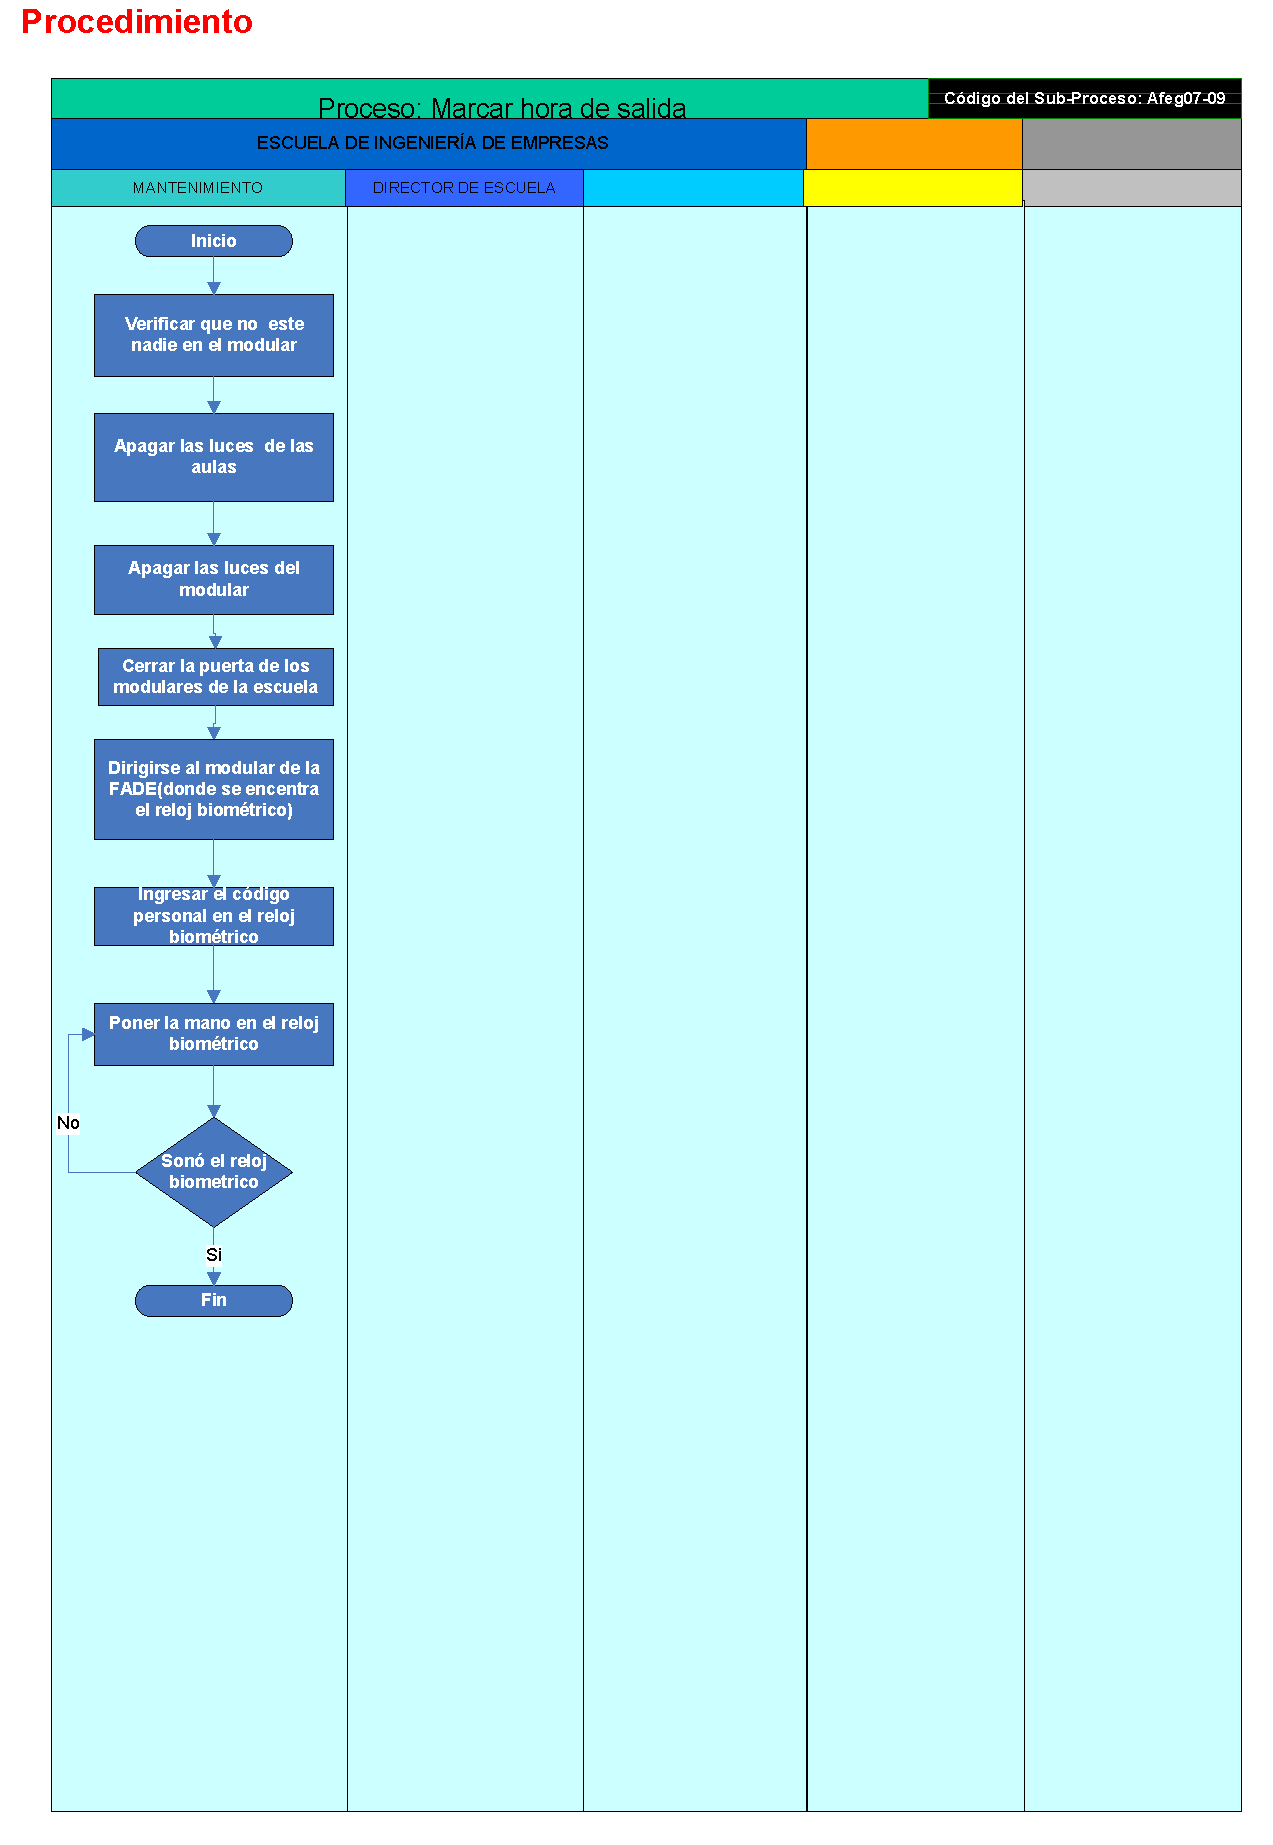 Procedimiento
Proceso: Marcar hora de salida
Código del Sub-Proceso: Afeg07-09
ESCUELA DE INGENIERÍA DE EMPRESAS
MANTENIMIENTO
DIRECTOR DE ESCUELA
Inicio
Verificar que no este
nadie en el modular
Apagar las luces de las
aulas
Apagar las luces del
modular
Cerrar la puerta de los
modulares de la escuela
Dirigirse al modular de la
FADE(donde se encentra
el reloj biométrico)
Ingresar el código
personal en el reloj
biométrico
Poner la mano en el reloj
biométrico
No
Sonó el reloj
biometrico
Si
Fin